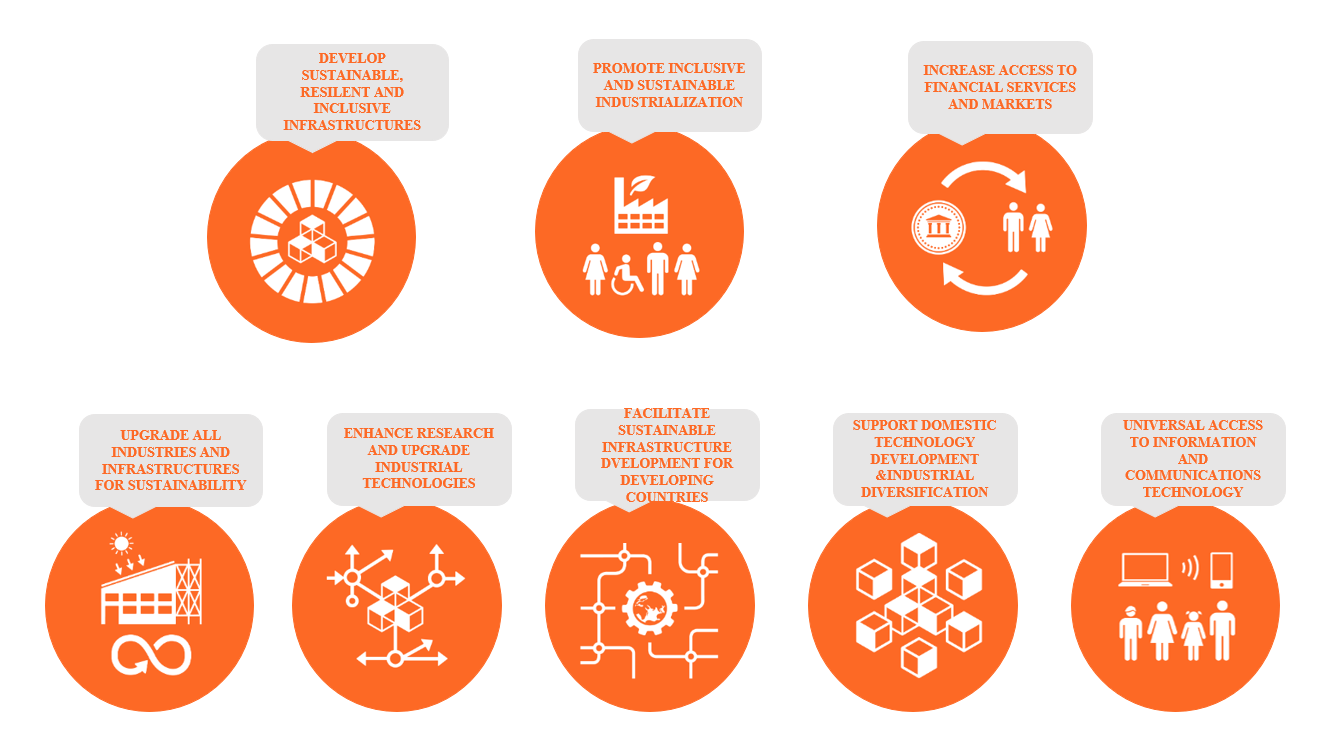 DEVELOP
SUSTAINABLE,
RESILENT AND
INCLUSIVE
INFRASTRUCTURES
PROMOTE INCLUSIVE
AND SUSTAINABLE
INDUSTRIALIZATION
INCREASE ACCESS TO
FINANCIAL SERVICES
AND MARKETS
UPGRADE ALL
INDUSTRIES AND
INFRASTRUCTURES
FOR SUSTAINABILITY
ENHANCE RESEARCH
AND UPGRADE
INDUSTRIAL
TECHNOLOGIES
FACILITATE
SUSTAINABLE
INFRASTRUCTURE
DVELOPMENT FOR
DEVELOPING
COUNTRIES
SUPPORT DOMESTIC
TECHNOLOGY
DEVELOPMENT
&INDUSTRIAL
DIVERSIFICATION
UNIVERSAL ACCESS
TO INFORMATION
AND
COMMUNICATIONS
TECHNOLOGY